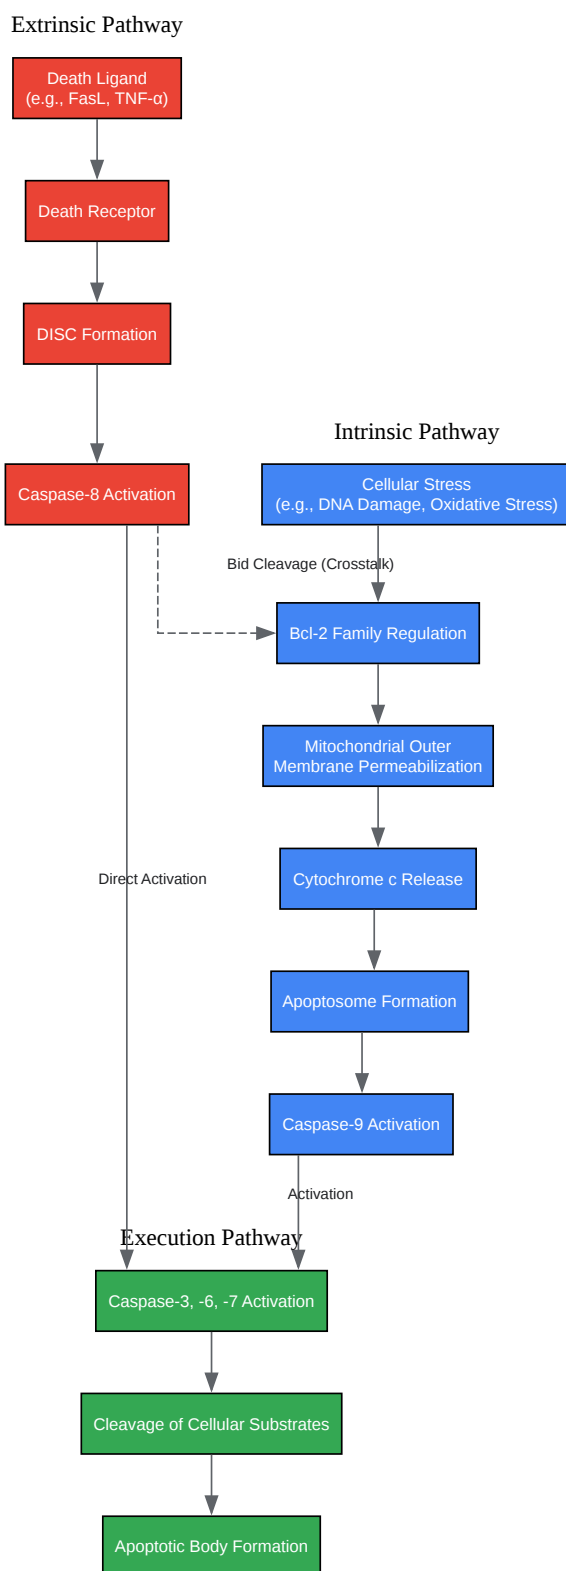 Extrinsic Pathway
Death Ligand
(e.g., FasL, TNF-α)
Death Receptor
DISC Formation
Caspase-8 Activation
Intrinsic Pathway
Cellular Stress
(e.g., DNA Damage, Oxidative Stress)
Bid Cleavage (Crosstalk)
Bcl-2 Family Regulation
Mitochondrial Outer
Membrane Permeabilization
Cytochrome c Release
Direct Activation
Apoptosome Formation
Caspase-9 Activation
Activation
Execution Pathway
Caspase-3, -6, -7 Activation
Cleavage of Cellular Substrates
Apoptotic Body Formation